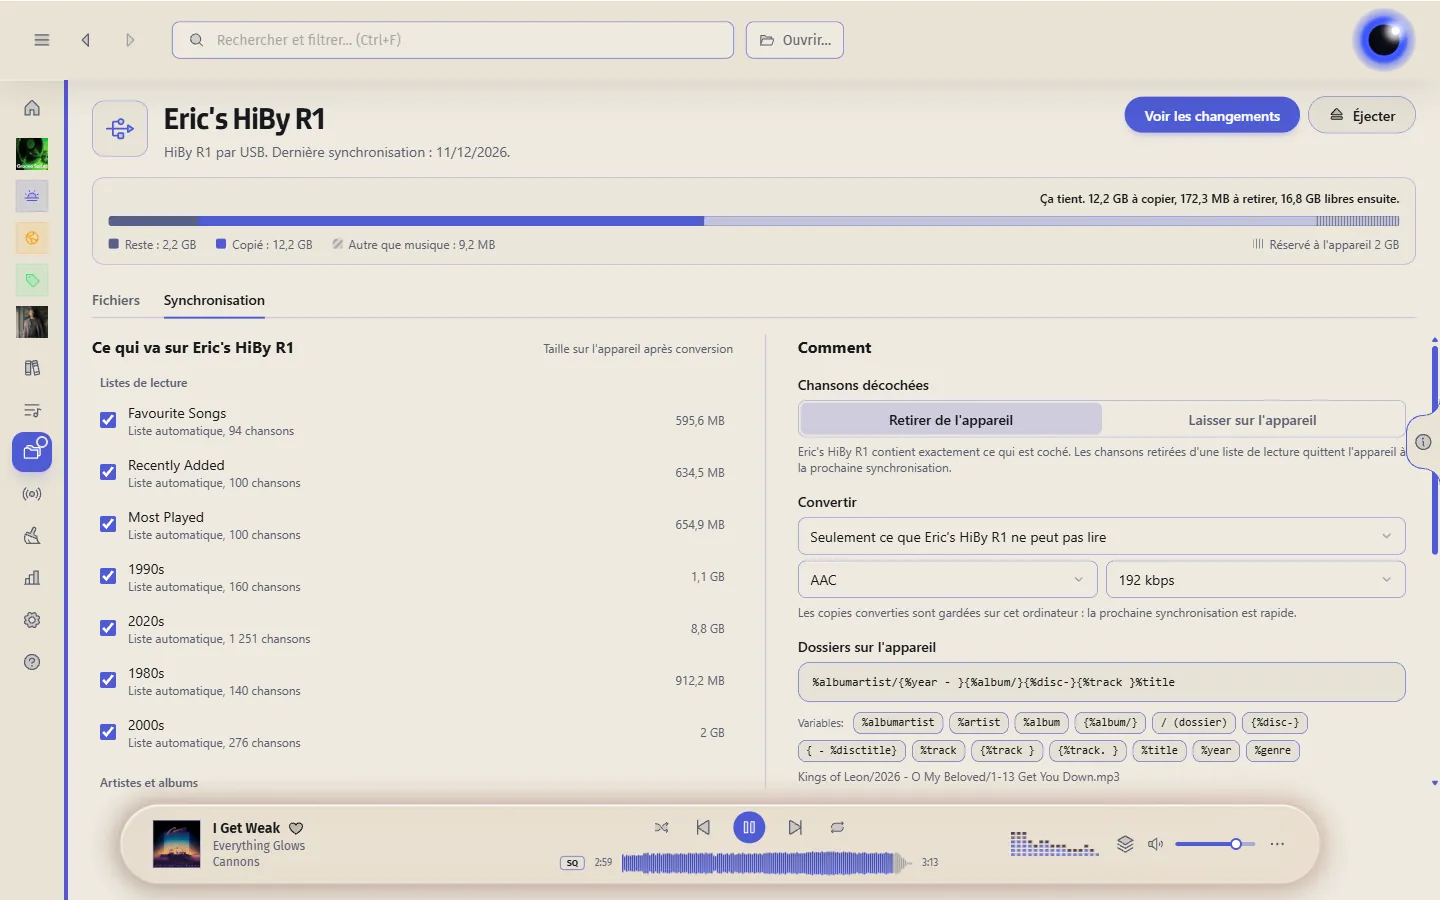 Rechercher et filtrer... (Ctrl+F)
Ouvrir...
Eric's HiBy R1
HiBy R1 par USB. Dernière synchronisation : 11/12/2026.
Voir les changements
Éjecter
Ça tient. 12,2 GB à copier, 172,3 MB à retirer, 16,8 GB libres ensuite.
Reste : 2,2 GB
Copié : 12,2 GB
Autre que musique : 9,2 MB
Réservé à l'appareil 2 GB
Fichiers
Synchronisation
Ce qui va sur Eric's HiBy R1
Taille sur l'appareil après conversion
Listes de lecture
Favourite Songs
Liste automatique, 94 chansons
595,6 MB
Recently Added
Liste automatique, 100 chansons
634,5 MB
Most Played
Liste automatique, 100 chansons
654,9 MB
1990s
Liste automatique, 160 chansons
1,1 GB
2020s
Liste automatique, 1 251 chansons
8,8 GB
1980s
Liste automatique, 140 chansons
912,2 MB
2000s
Liste automatique, 276 chansons
2 GB
Artistes et albums
Comment
Chansons décochées
Retirer de l'appareil
Laisser sur l'appareil
Eric's HiBy R1 contient exactement ce qui est coché. Les chansons retirées d'une liste de lecture quittent l'appareil à
la prochaine synchronisation.
Convertir
Seulement ce que Eric's HiBy R1 ne peut pas lire
AAC
192 kbps
Les copies converties sont gardées sur cet ordinateur : la prochaine synchronisation est rapide.
Dossiers sur l'appareil
%albumartist/{%year - }{%album/}{%disc-}{%track }%title
Variables: %albumartist %artist %album {%album/} / (dossier) {%disc-}
{ - %disctitle} %track {%track } {%track. } %title %year %genre
Kings of Leon/2026 - O My Beloved/1-13 Get You Down.mp3
I Get Weak
Everything Glows
Cannons
SQ
2:59
3:13